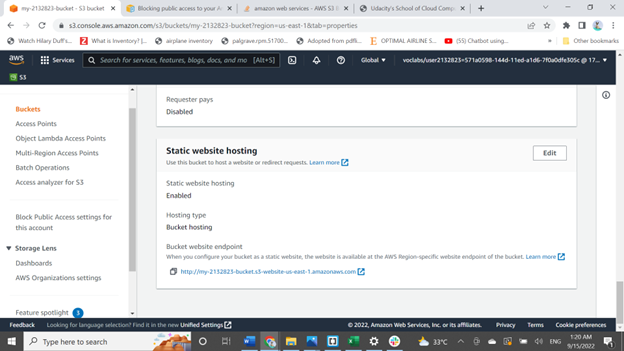 my-2132823-bucket - S3 bucket
Blocking public access to your A
amazon web services - AWS S3 S
Udacity's School of Cloud Comp
s3.console.aws.amazon.com/s3/buckets/my-2132823-bucket?region=us-east-1&tab=properties
Watch Hilary Duff's...
What is Inventory? |...
airplane inventory
palgrave.rpm.51700...
Adopted from pdfli...
OPTIMAL AIRLINE S...
(55) Chatbot using...
Other bookmarks
aws
Services
Search for services, features, blogs, docs, and mo
[Alt+S]
Global
voclabs/user2132823=571a0598-144d-11ed-a1d6-7f0a0dfe305c @ 17...
S3
Buckets
Access Points
Object Lambda Access Points
Multi-Region Access Points
Batch Operations
Access analyzer for S3
Block Public Access settings for
this account
Storage Lens
Dashboards
AWS Organizations settings
Feature spotlight 3
Requester pays
Disabled
Static website hosting
Edit
Use this bucket to host a website or redirect requests. Learn more
Static website hosting
Enabled
Hosting type
Bucket hosting
Bucket website endpoint
When you configure your bucket as a static website, the website is available at the AWS Region-specific website endpoint of the bucket. Learn more
http://my-2132823-bucket.s3-website-us-east-1.amazonaws.com
Feedback
Looking for language selection? Find it in the new Unified Settings
© 2022, Amazon Web Services, Inc. or its affiliates.
Privacy
Terms
Cookie preferences
Type here to search
33°C
ENG
1:20 AM
9/15/2022